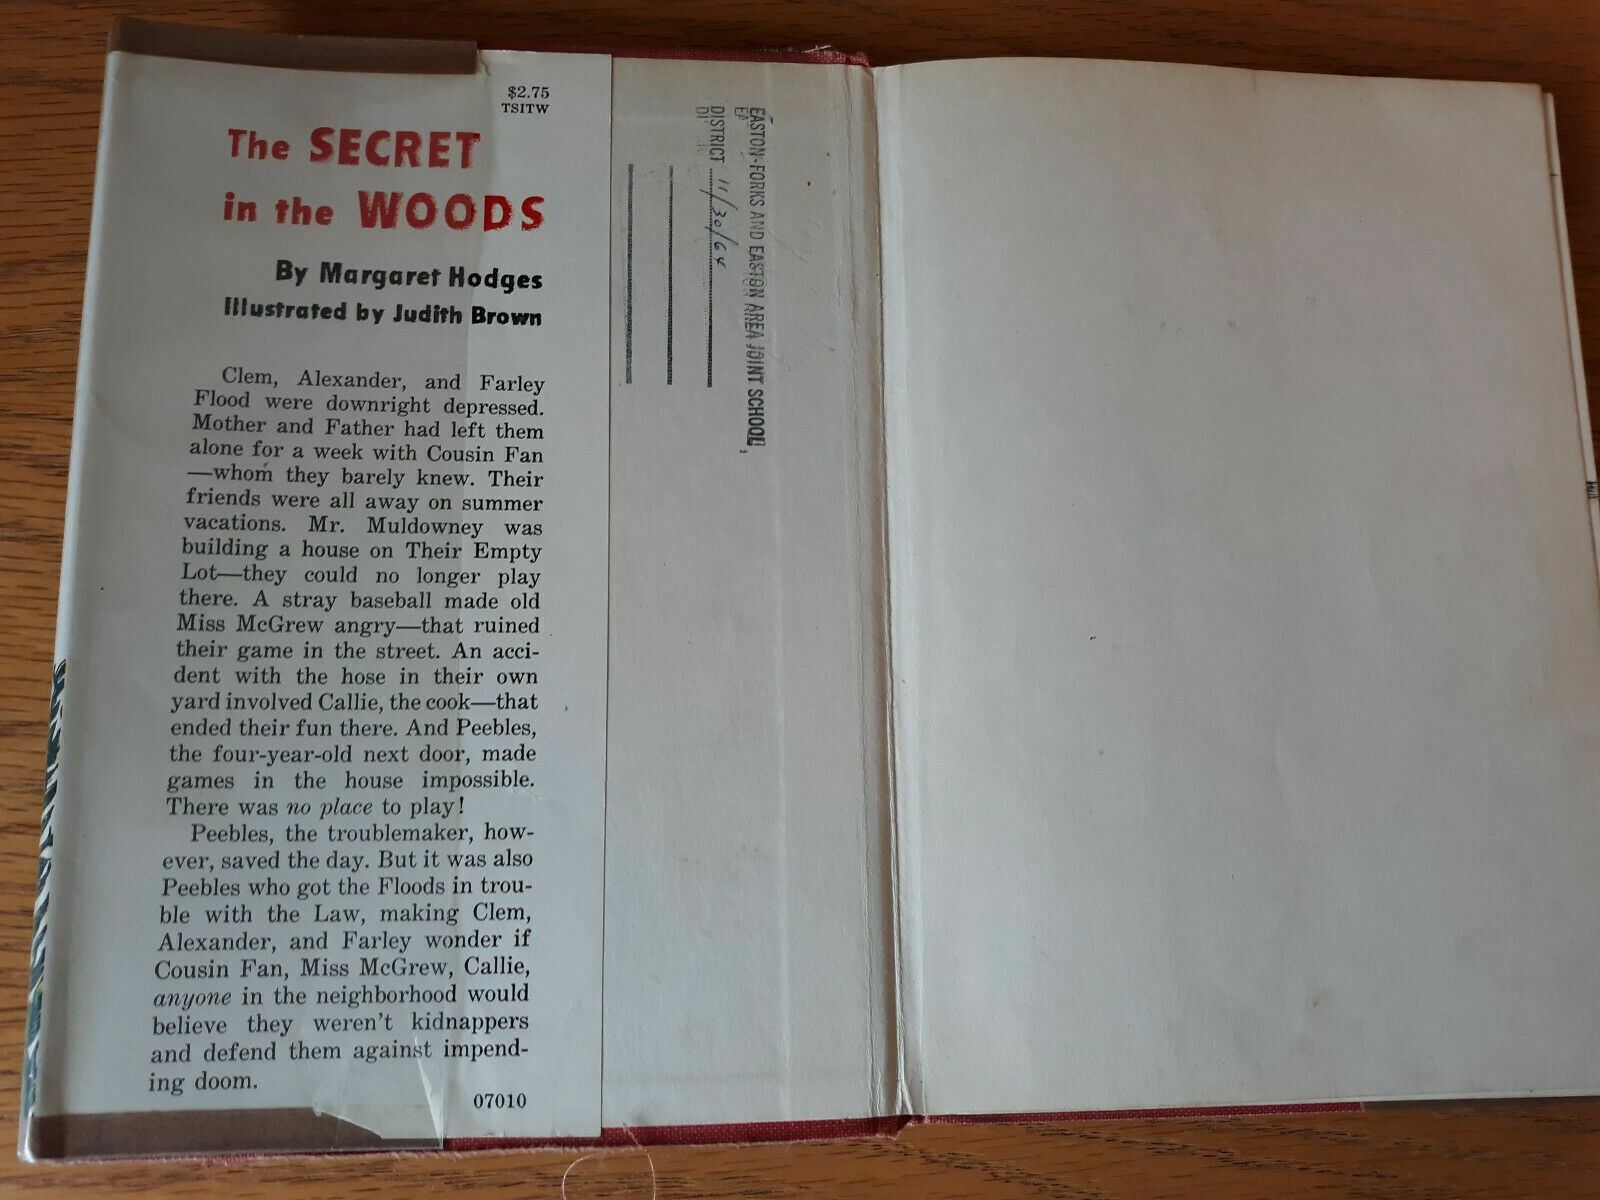 $2.75
TSITW
The SECRET
in the WOODS
By Margaret Hodges
Illustrated by Judith Brown
Clem, Alexander, and Farley
Flood were downright depressed.
Mother and Father had left them
alone for a week with Cousin Fan
—whom they barely knew. Their
friends were all away on summer
vacations. Mr. Muldowney was
building a house on Their Empty
Lot—they could no longer play
there. A stray baseball made old
Miss McGrew angry—that ruined
their game in the street. An acci-
dent with the hose in their own
yard involved Callie, the cook—that
ended their fun there. And Peebles,
the four-year-old next door, made
games in the house impossible.
There was no place to play!
Peebles, the troublemaker, how-
ever, saved the day. But it was also
Peebles who got the Floods in trou-
ble with the Law, making Clem,
Alexander, and Farley wonder if
Cousin Fan, Miss McGrew, Callie,
anyone in the neighborhood would
believe they weren't kidnappers
and defend them against impend-
ing doom.
07010
EASTON-FORKS AND EASTON AREA JOINT SCHOOL,
DISTRICT 11/30/64